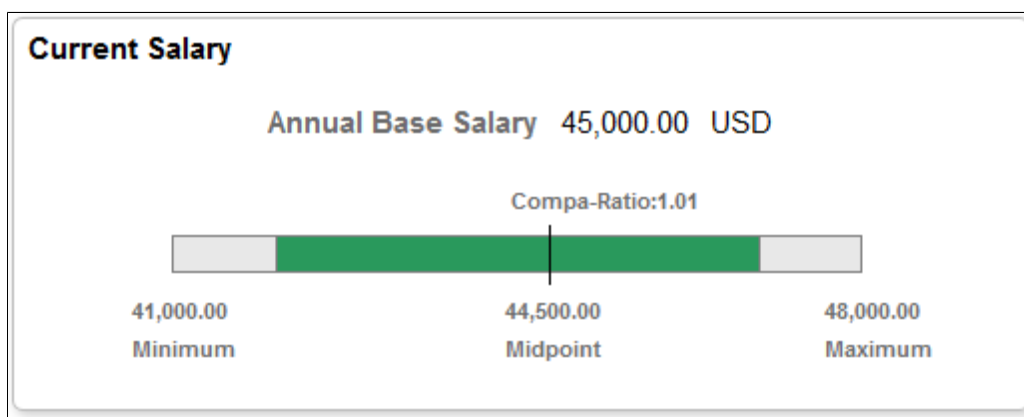 Current Salary
Annual Base Salary 45,000.00 USD
Compa-Ratio:1.01
41,000.00 44,500.00 48,000.00
Minimum Midpoint Maximum